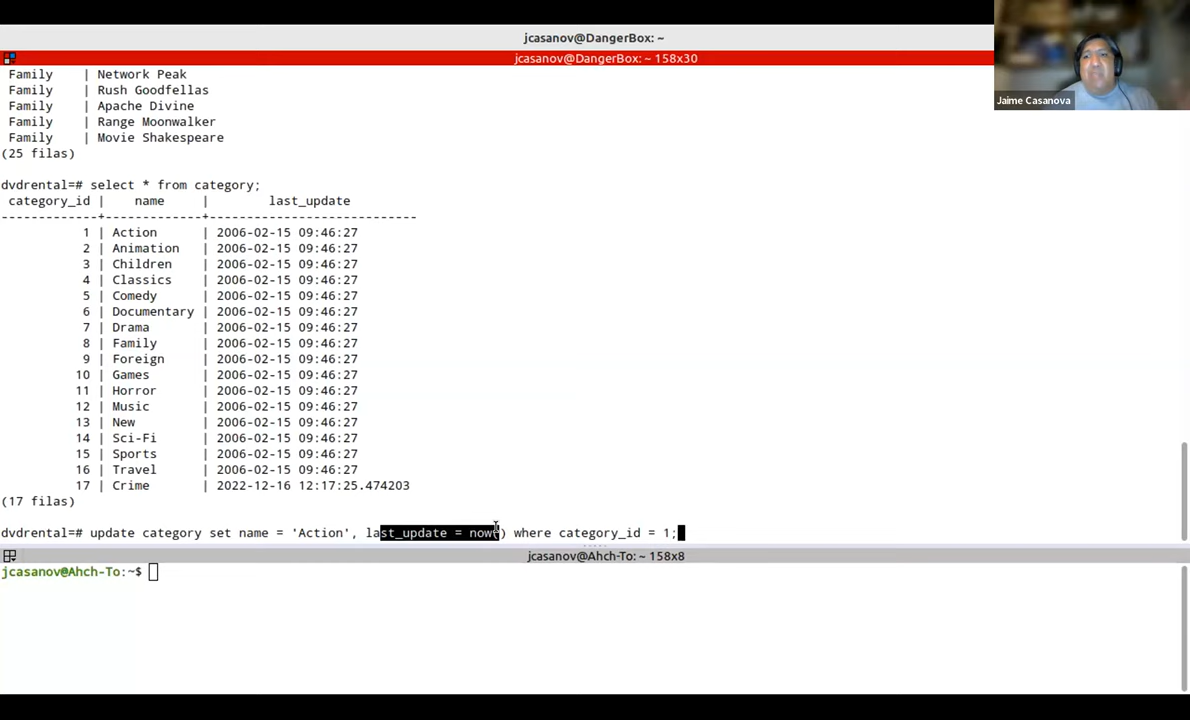 jcasanov@DangerBox: ~
jcasanov@DangerBox: ~ 158x30
Jaime Casanova
 Family    | Network Peak
 Family    | Rush Goodfellas
 Family    | Apache Divine
 Family    | Range Moonwalker
 Family    | Movie Shakespeare
(25 filas)
dvdrental=# select * from category;
 category_id |    name     |        last_update
-------------+-------------+----------------------------
           1 | Action      | 2006-02-15 09:46:27
           2 | Animation   | 2006-02-15 09:46:27
           3 | Children    | 2006-02-15 09:46:27
           4 | Classics    | 2006-02-15 09:46:27
           5 | Comedy      | 2006-02-15 09:46:27
           6 | Documentary | 2006-02-15 09:46:27
           7 | Drama       | 2006-02-15 09:46:27
           8 | Family      | 2006-02-15 09:46:27
           9 | Foreign     | 2006-02-15 09:46:27
          10 | Games       | 2006-02-15 09:46:27
          11 | Horror      | 2006-02-15 09:46:27
          12 | Music       | 2006-02-15 09:46:27
          13 | New         | 2006-02-15 09:46:27
          14 | Sci-Fi      | 2006-02-15 09:46:27
          15 | Sports      | 2006-02-15 09:46:27
          16 | Travel      | 2006-02-15 09:46:27
          17 | Crime       | 2022-12-16 12:17:25.474203
(17 filas)
dvdrental=# update category set name = 'Action', last_update = now() where category_id = 1;
jcasanov@Ahch-To: ~ 158x8
jcasanov@Ahch-To:~$